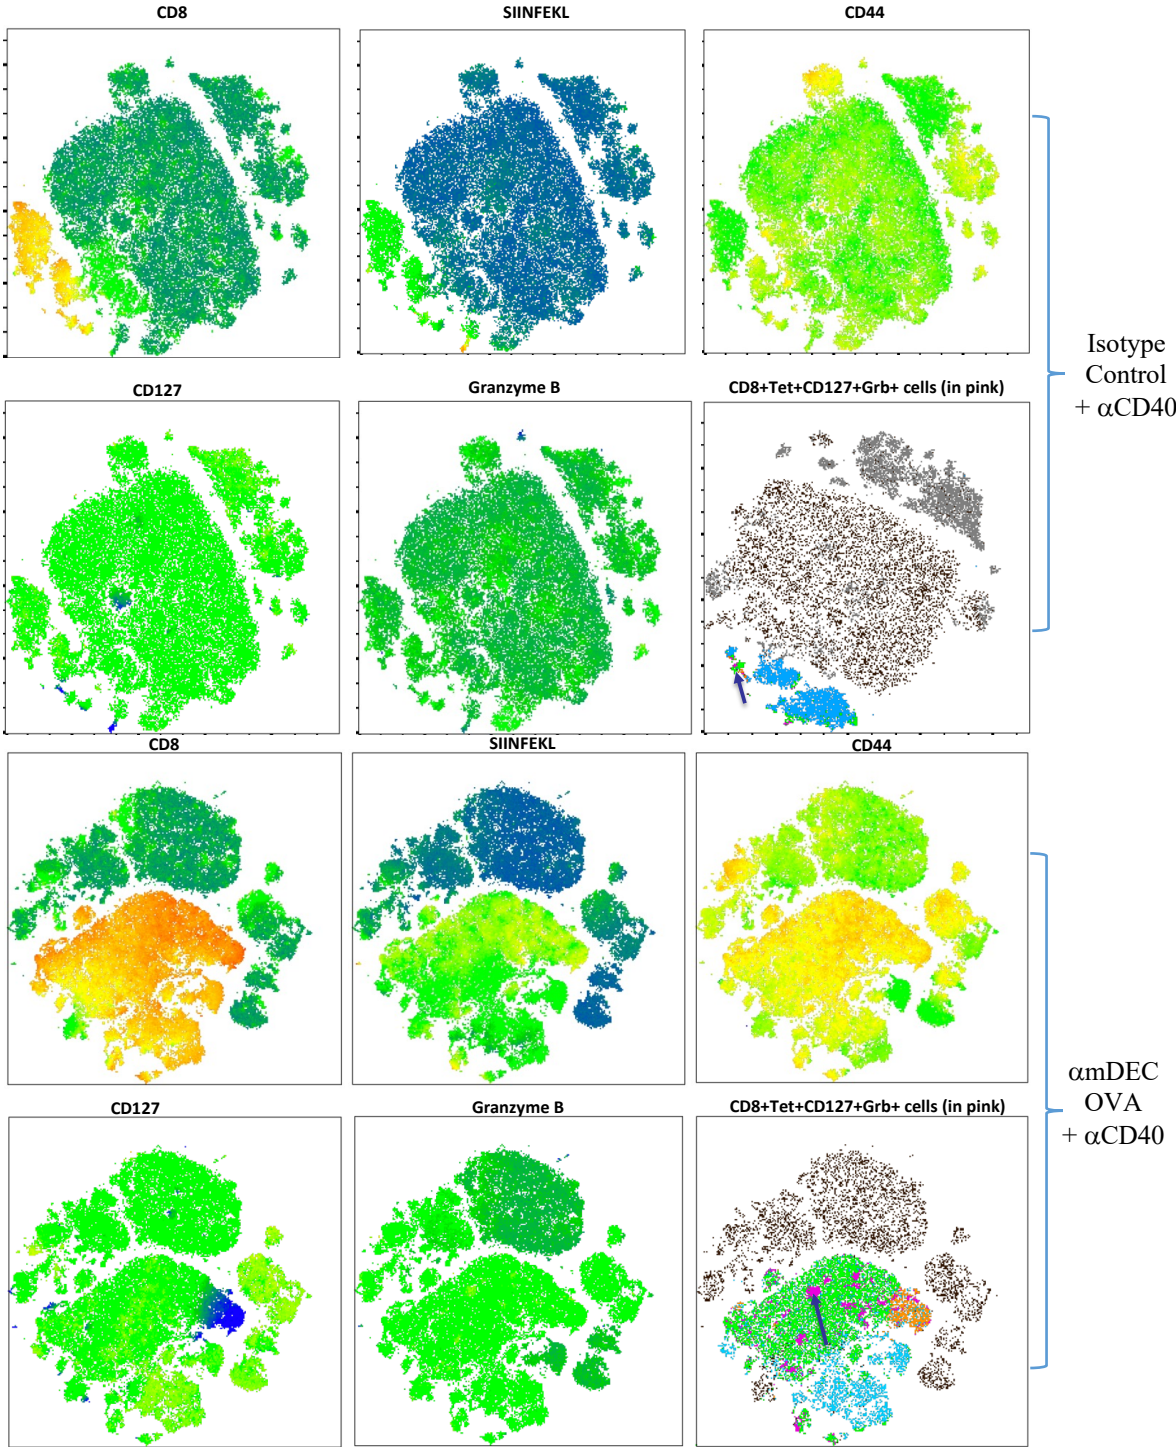 CD8
SIINFEKL
CD44
Isotype
Control
+ αCD40
CD127
Granzyme B
CD8+Tet+CD127+Grb+ cells (in pink)
CD8
SIINFEKL
CD44
αmDEC
OVA
+ αCD40
CD127
Granzyme B
CD8+Tet+CD127+Grb+ cells (in pink)